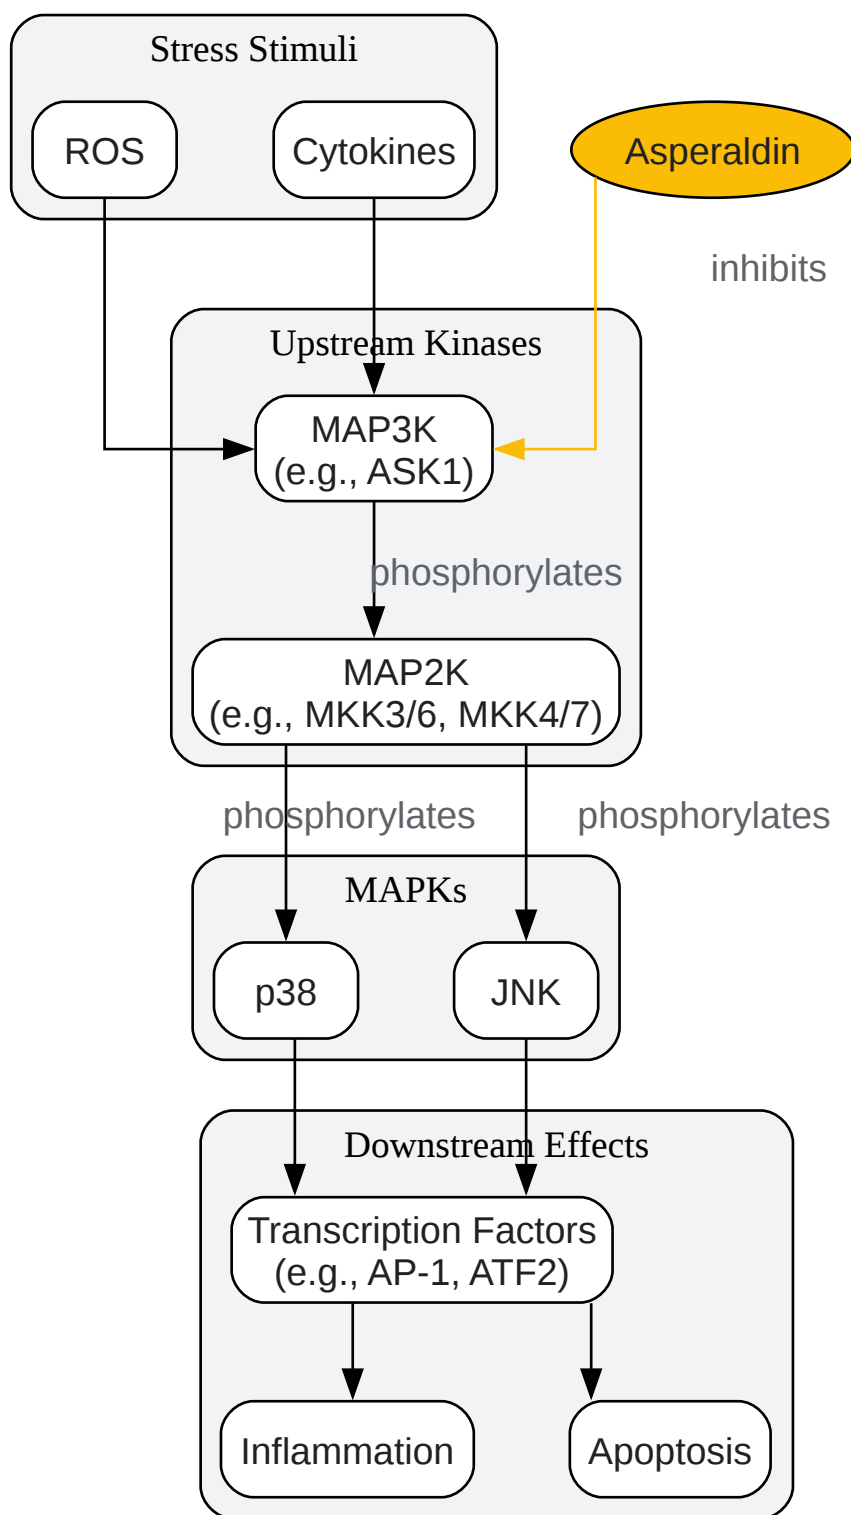 Stress Stimuli
ROS
Cytokines
Asperaldin
inhibits
Upstream Kinases
MAP3K
(e.g., ASK1)
phosphorylates
MAP2K
(e.g., MKK3/6, MKK4/7)
phosphorylates
phosphorylates
MAPKs
p38
JNK
Downstream Effects
Transcription Factors
(e.g., AP-1, ATF2)
Inflammation
Apoptosis